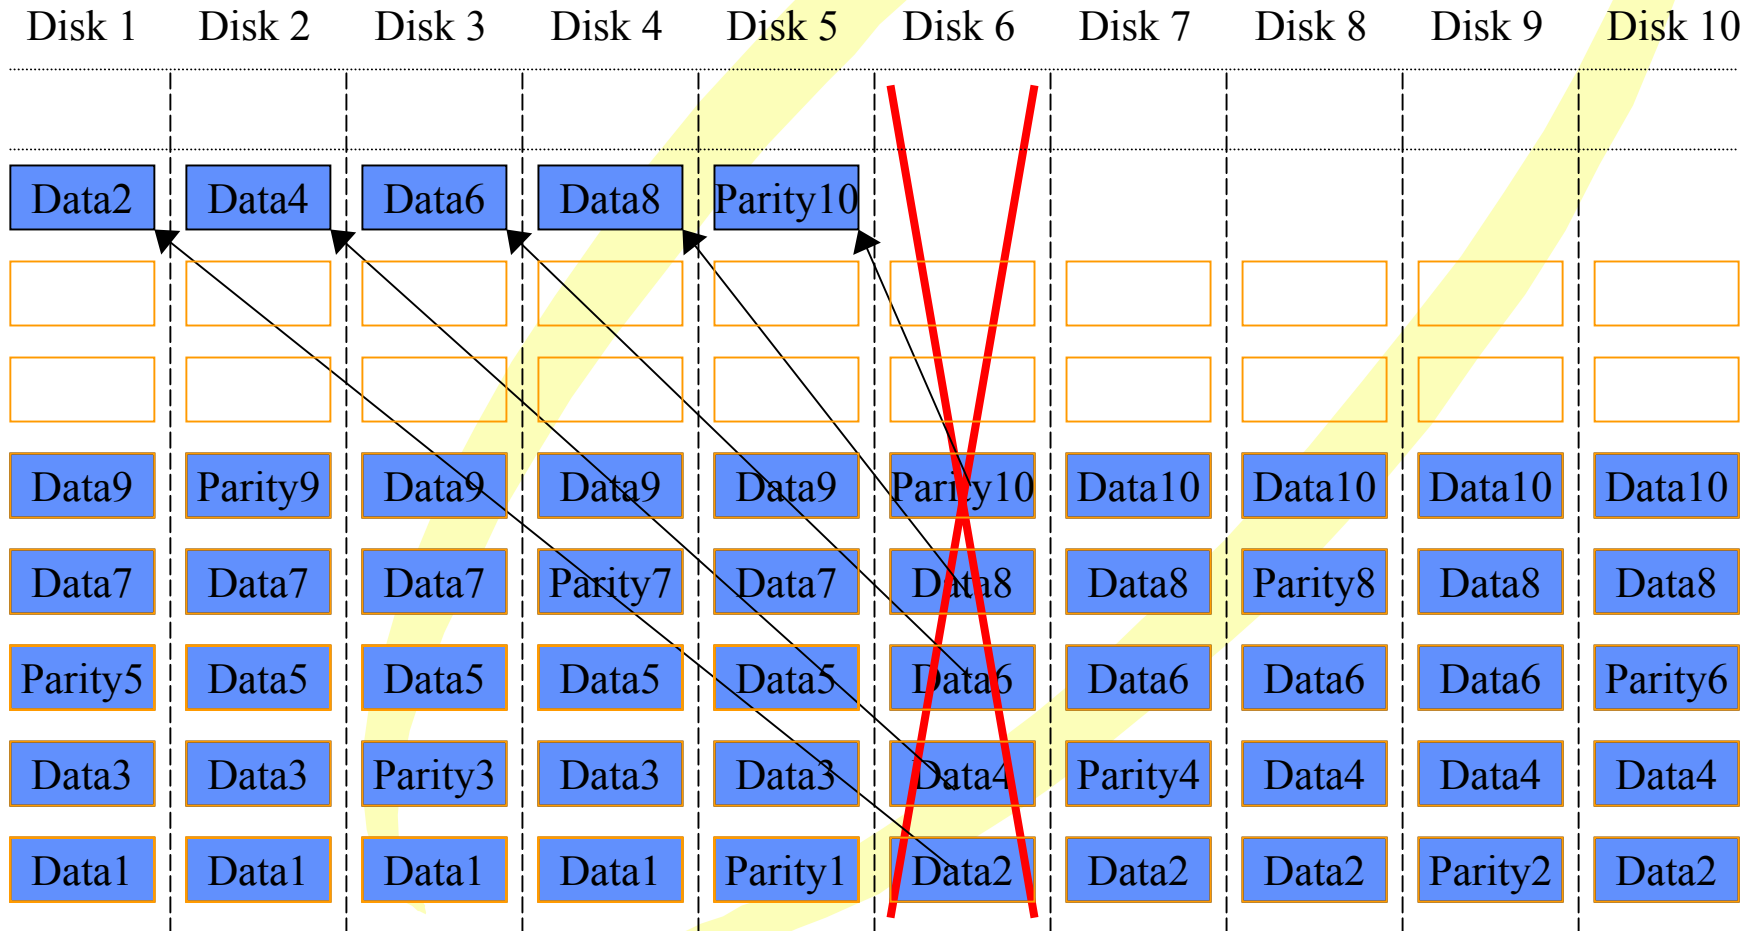 Disk 1 Disk 2 Disk 3 Disk 4 Disk 5 Disk 6 Disk 7 Disk 8 Disk 9 Disk 10
Data2 Data4 Data6 Data8 Parity10
Data9 Parity9 Data9 Data9 Data9 Parity10 Data10 Data10 Data10 Data10
Data7 Data7 Data7 Parity7 Data7 Data8 Data8 Parity8 Data8 Data8
Parity5 Data5 Data5 Data5 Data5 Data6 Data6 Data6 Data6 Parity6
Data3 Data3 Parity3 Data3 Data3 Data4 Parity4 Data4 Data4 Data4
Data1 Data1 Data1 Data1 Parity1 Data2 Data2 Data2 Parity2 Data2